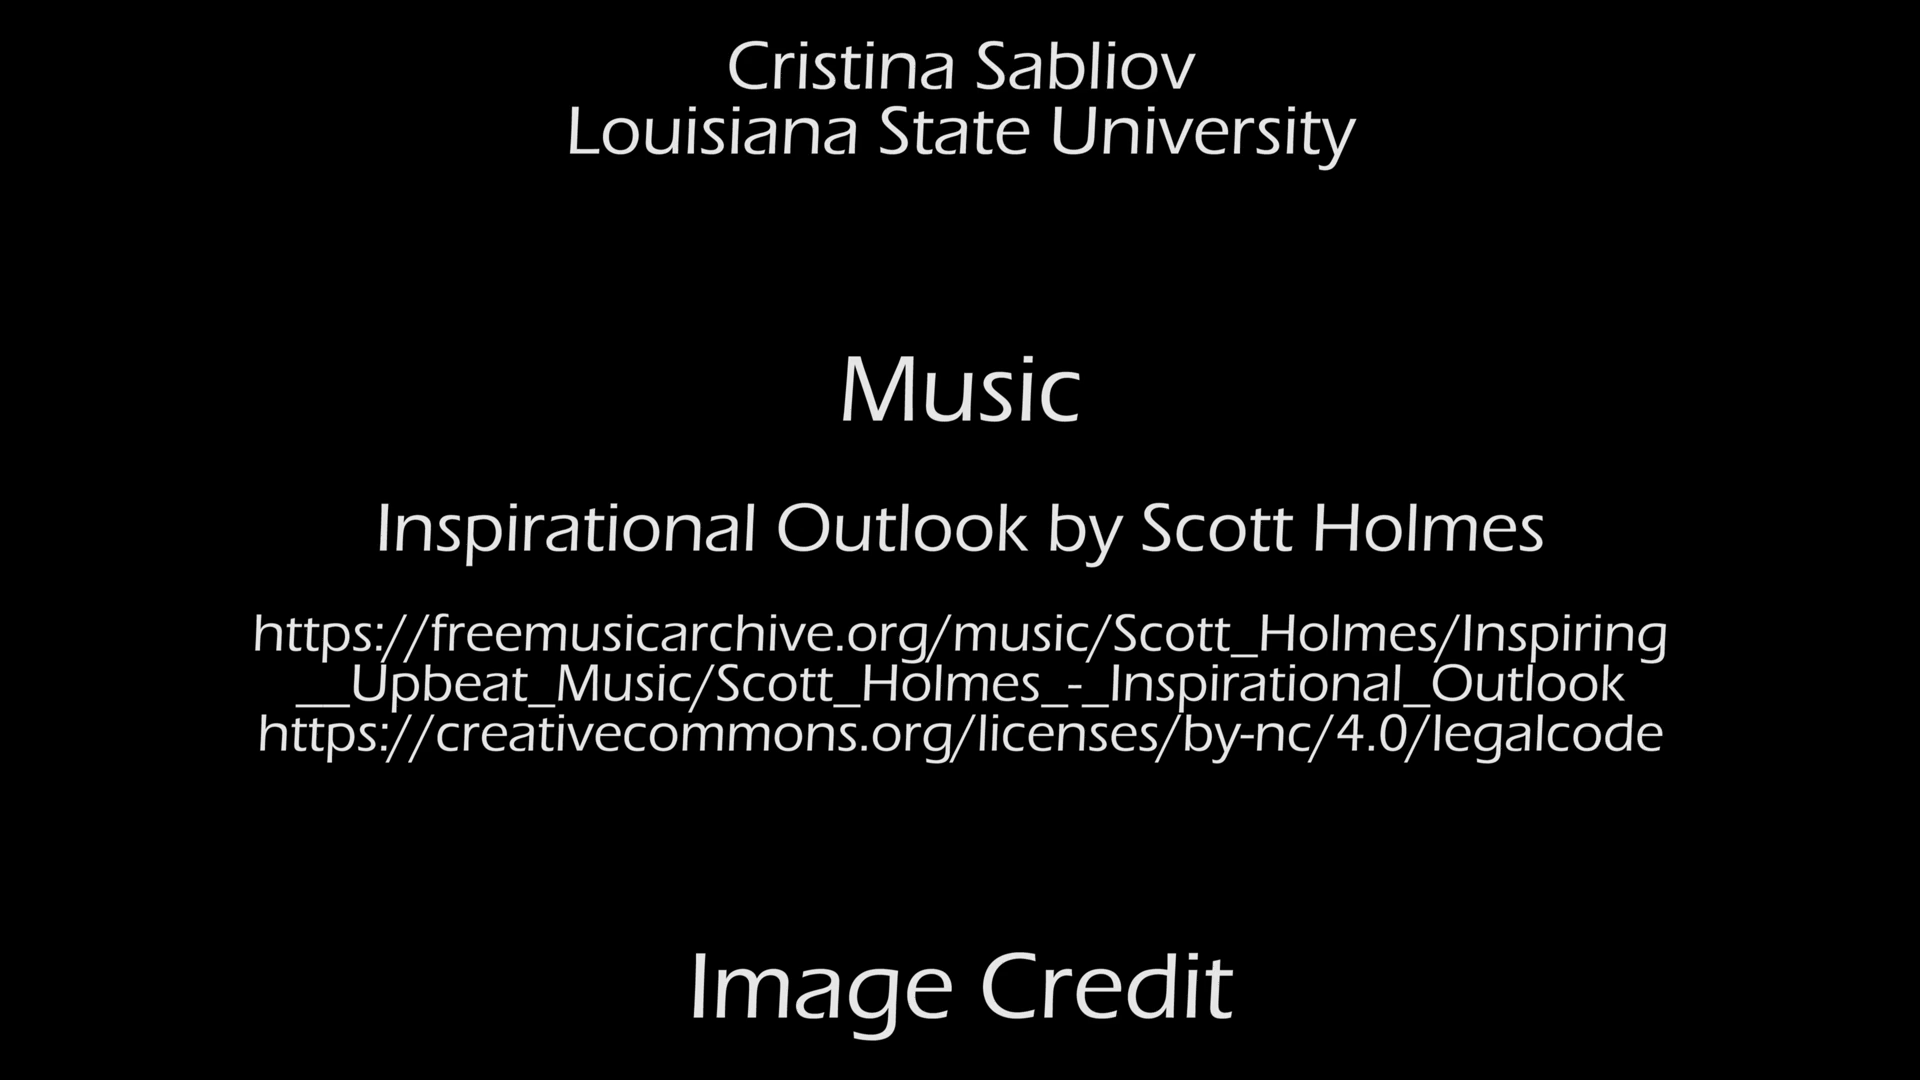 Cristina Sabliov
Louisiana State University
Music
Inspirational Outlook by Scott Holmes
https://freemusicarchive.org/music/Scott_Holmes/Inspiring
__Upbeat_Music/Scott_Holmes_-_Inspirational_Outlook
https://creativecommons.org/licenses/by-nc/4.0/legalcode
Image Credit